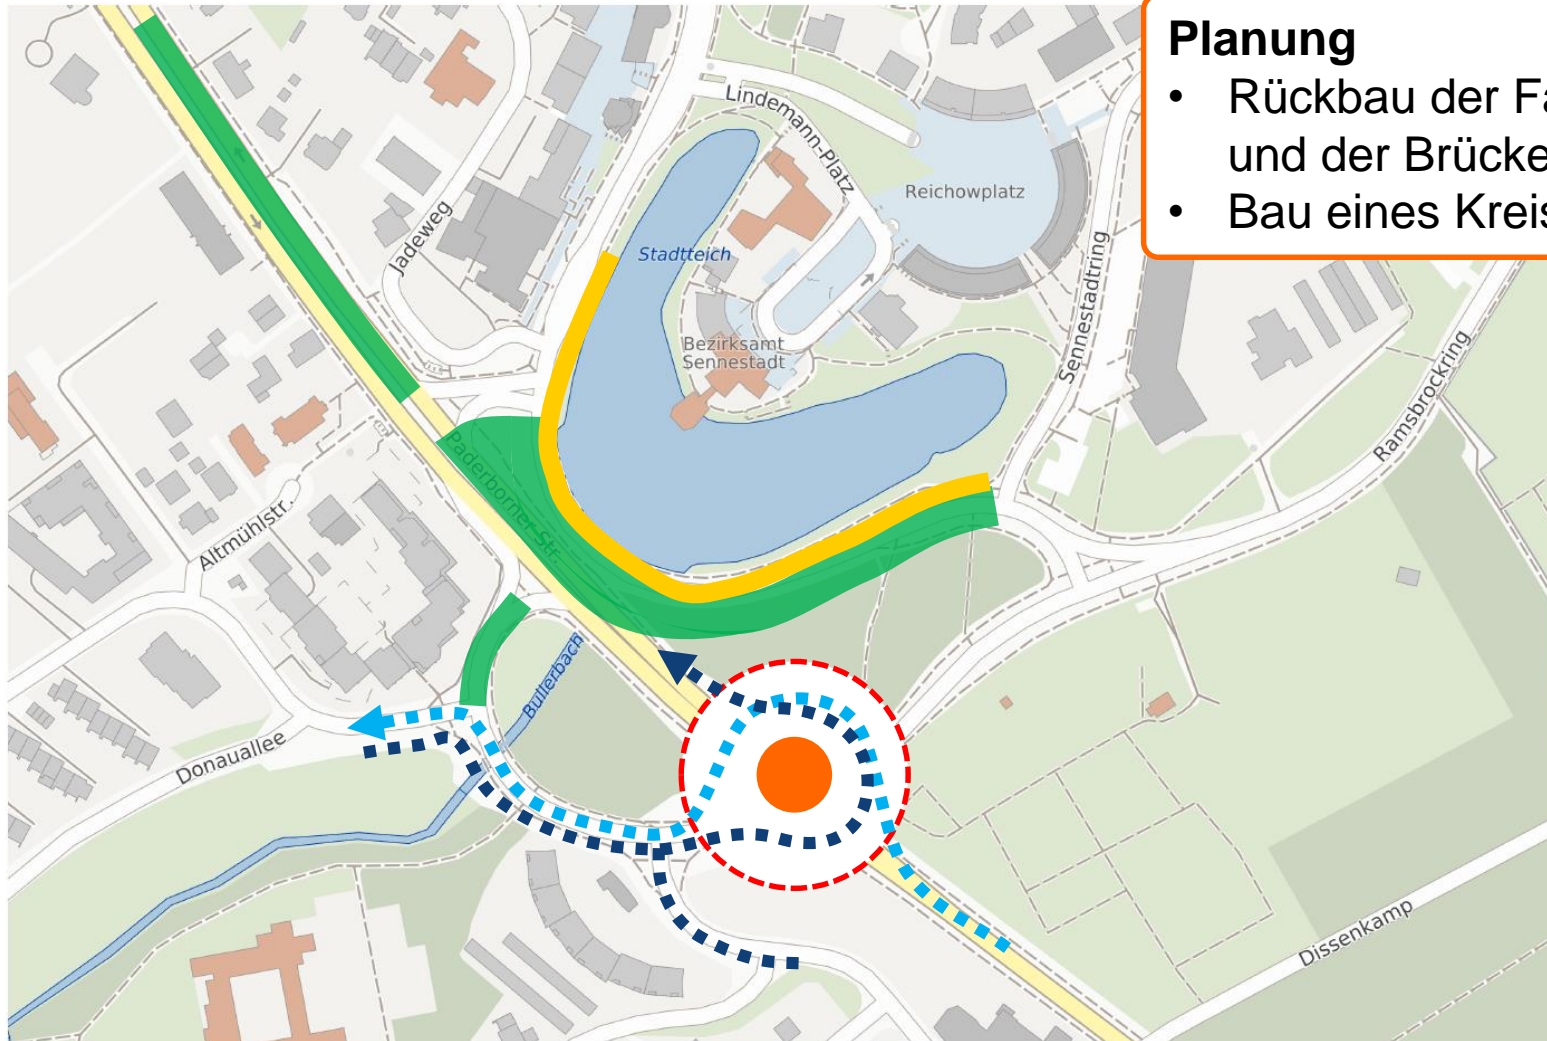 Planung
• Rückbau der Fa
und der Brücke
• Bau eines Kreis
Lindemann-Platz
Reichowplatz
Jadeweg
Stadtteich
Sennestadtring
Bezirksamt
Sennestadt
Ramsbrockring
Paderborner Str.
Altmühlstr.
Bullerbach
Donauallee
Dissenkamp